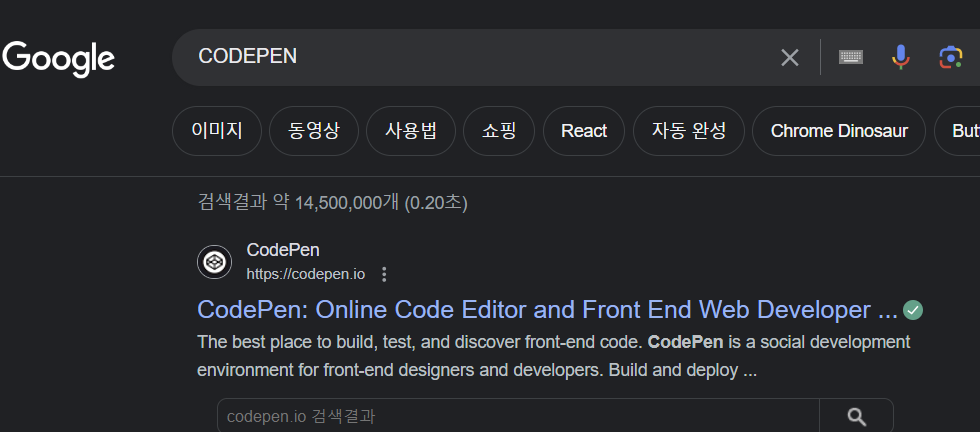 Google
CODEPEN
이미지 동영상 사용법 쇼핑 React 자동 완성 Chrome Dinosaur
검색결과 약 14,500,000개 (0.20초)
CodePen
https://codepen.io
CodePen: Online Code Editor and Front End Web Developer ...
The best place to build, test, and discover front-end code. CodePen is a social development
environment for front-end designers and developers. Build and deploy ...
codepen.io 검색결과